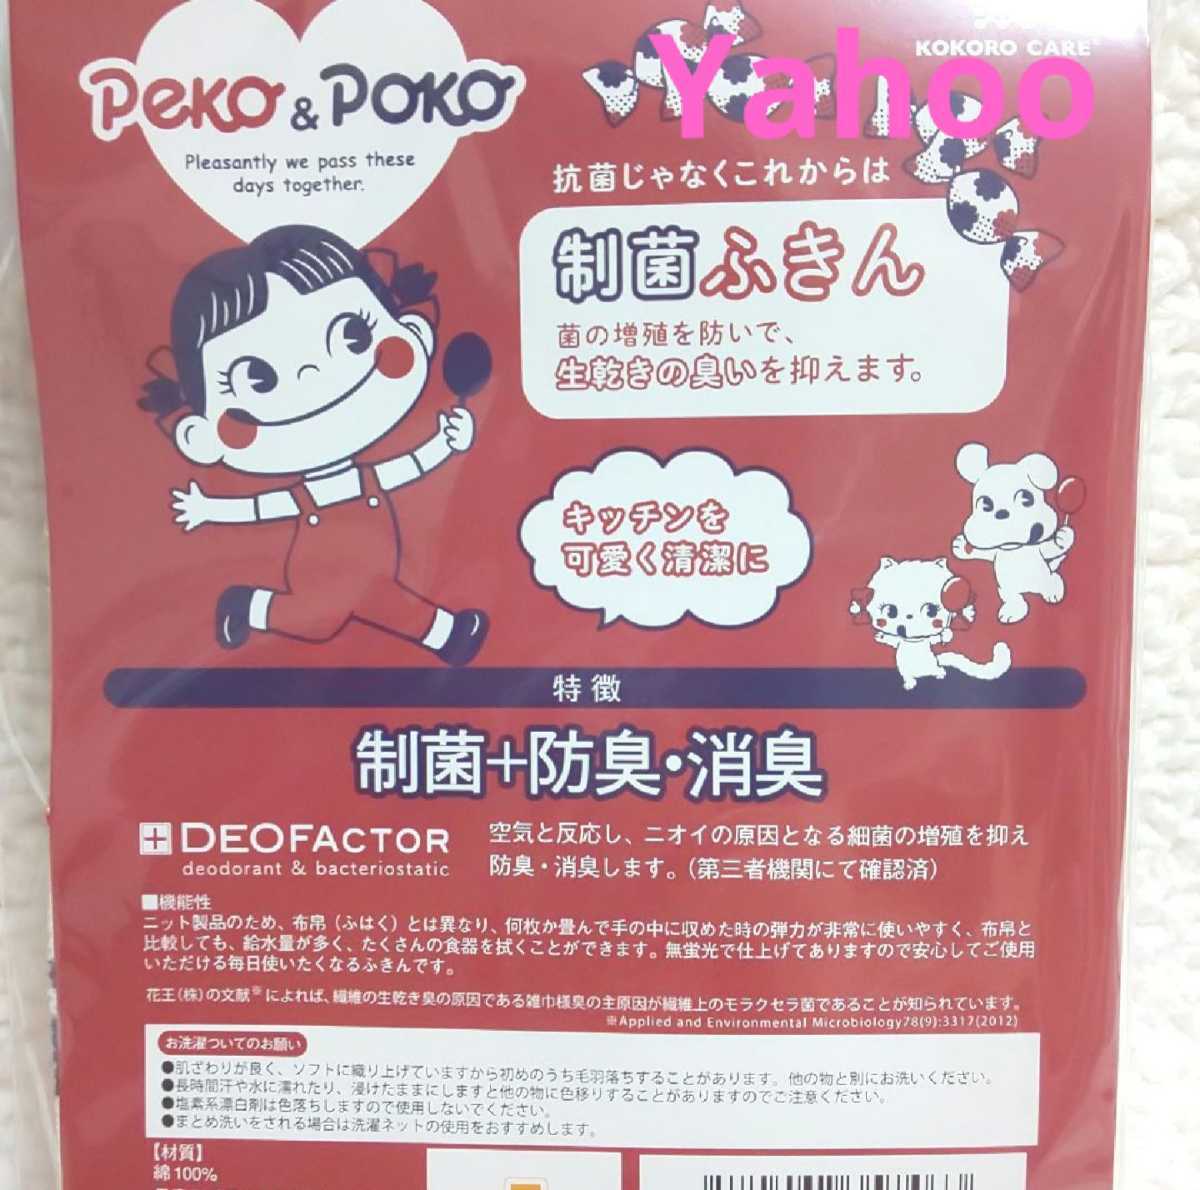 Yahoo
KOKORO CARE
Peko & Poko
Pleasantly we pass these
days together.
抗菌じゃなくこれからは
制菌ふきん
菌の増殖を防いで、
生乾きの臭いを抑えます。
キッチンを
可愛く清潔に
特徴
制菌+防臭・消臭
DEOFACTOR
deodorant & bacteriostatic
空気と反応し、ニオイの原因となる細菌の増殖を抑え
防臭・消臭します。(第三者機関にて確認済)
■機能性
ニット製品のため、布帛(ふはく)とは異なり、何枚か畳んで手の中に収めた時の弾力が非常に使いやすく、布帛と
比較しても、給水量が多く、たくさんの食器を拭くことができます。無蛍光で仕上げてありますので安心してご使用
いただける毎日使いたくなるふきんです。
花王(株)の文献※によれば、繊維の生乾き臭の原因である雑巾様臭の主原因が繊維上のモラクセラ菌であることが知られています。
※Applied and Environmental Microbiology78(9):3317(2012)
お洗濯ついてのお願い
●肌ざわりが良く、ソフトに織り上げていますから初めのうち毛羽落ちすることがあります。他の物と別にお洗いください。
●長時間汗や水に濡れたり、浸けたままにしますと他の物に色移りすることがありますのでご注意ください。
●塩素系漂白剤は色落ちしますので使用しないでください。
●まとめ洗いをされる場合は洗濯ネットの使用をおすすめします。
【材質】
綿100%